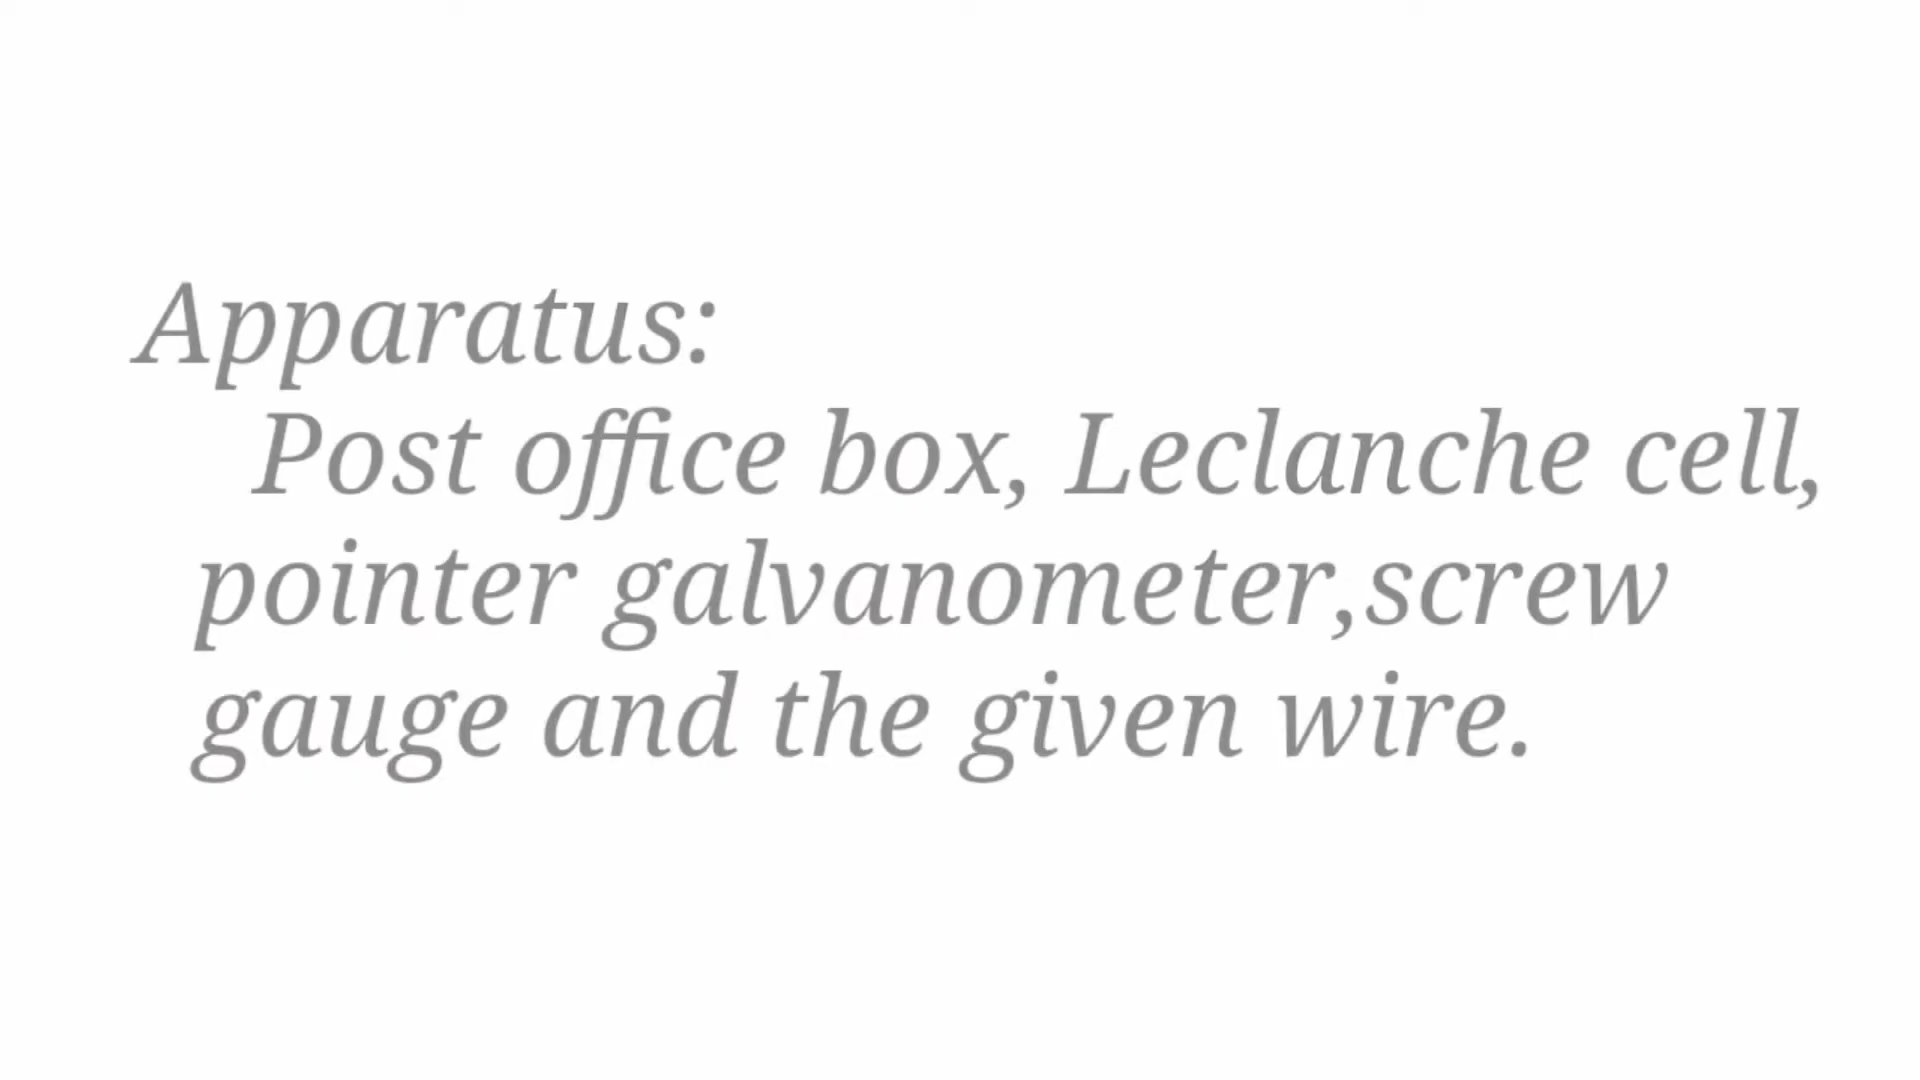 Apparatus:
Post office box, Leclanche cell,
pointer galvanometer,screw
gauge and the given wire.